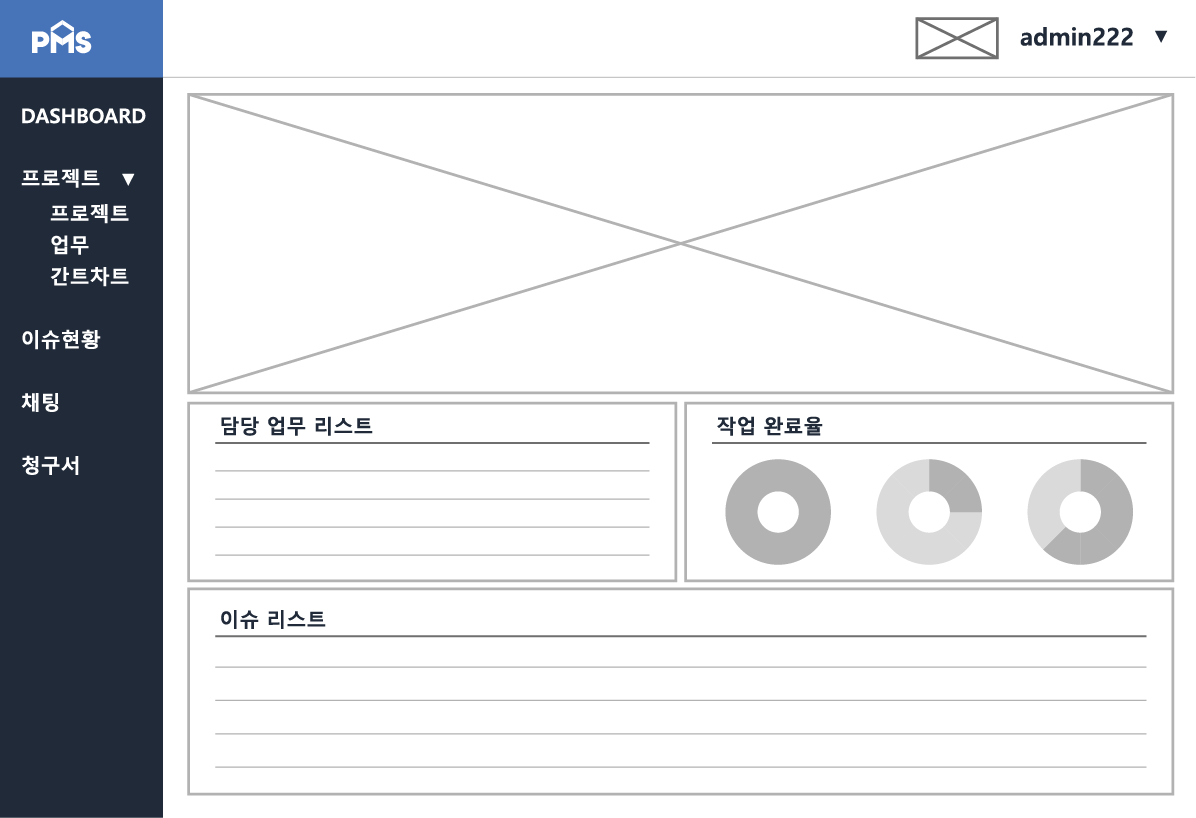 PMS
admin222 ▼
DASHBOARD
프로젝트 ▼
프로젝트
업무
간트차트
이슈현황
채팅
청구서
담당 업무 리스트
작업 완료율
이슈 리스트